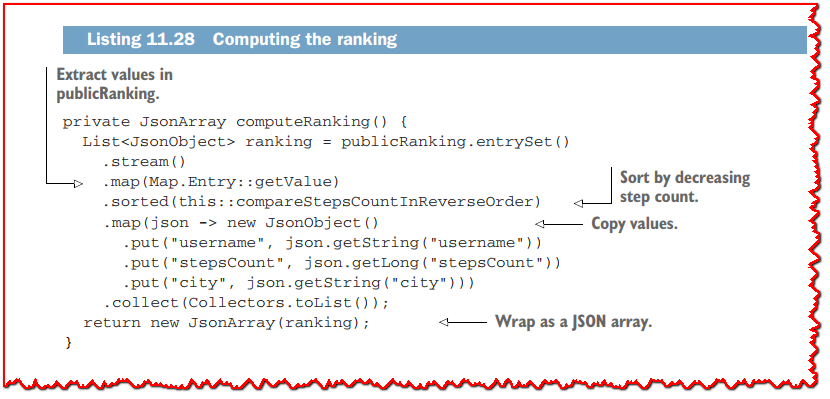 Listing 11.28 Computing the ranking
Extract values in
publicRanking.
private JsonArray computeRanking() {
List<JsonObject> ranking = publicRanking.entrySet()
.stream()
.map(Map.Entry::getValue)
.sorted(this::compareStepsCountInReverseOrder)
Sort by decreasing
step count.
.map(json -> new JsonObject()
Copy values.
.put("username", json.getString("username"))
.put("stepsCount", json.getLong("stepsCount"))
.put("city", json.getString("city")))
.collect(Collectors.toList());
return new JsonArray(ranking);
Wrap as a JSON array.
}